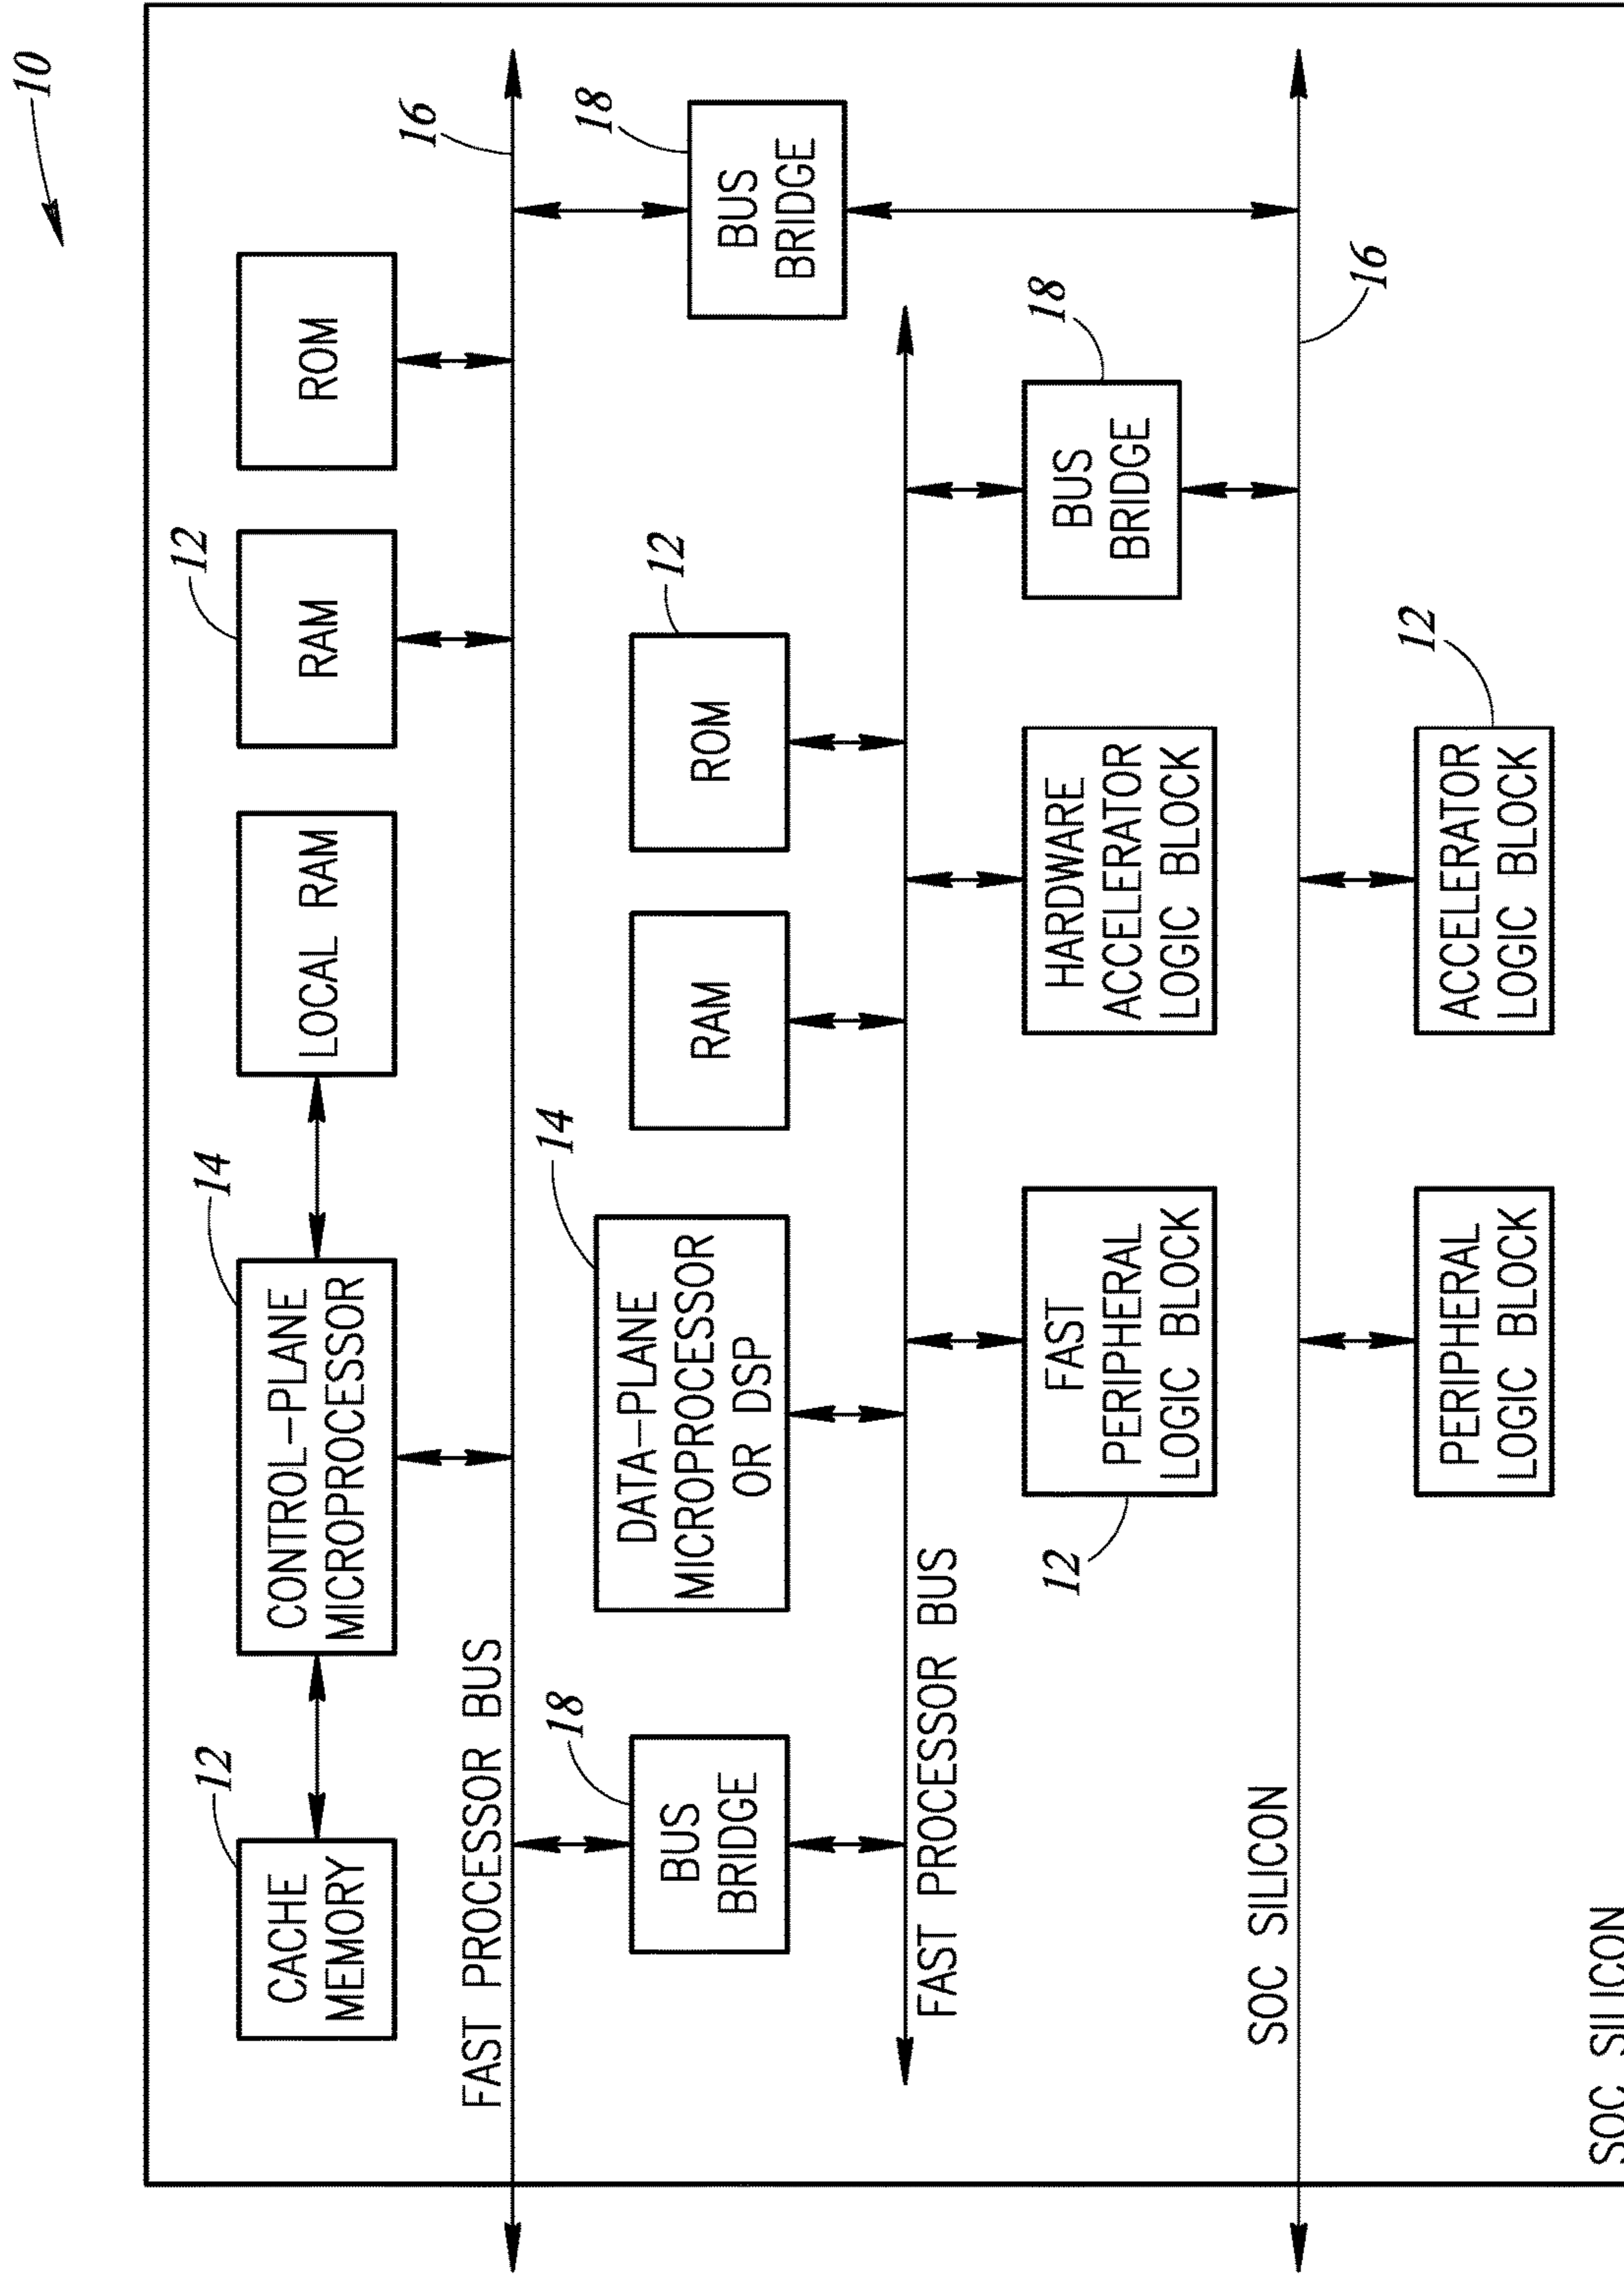 10
12
CACHE
MEMORY
14
CONTROL-PLANE
MICROPROCESSOR
LOCAL RAM
12
RAM
ROM
FAST PROCESSOR BUS
16
18
BUS
BRIDGE
14
DATA-PLANE
MICROPROCESSOR
OR DSP
RAM
12
ROM
18
BUS
BRIDGE
FAST PROCESSOR BUS
12
FAST
PERIPHERAL
LOGIC BLOCK
HARDWARE
ACCELERATOR
LOGIC BLOCK
18
BUS
BRIDGE
SOC SILICON
16
PERIPHERAL
LOGIC BLOCK
12
ACCELERATOR
LOGIC BLOCK
SOC SILICON